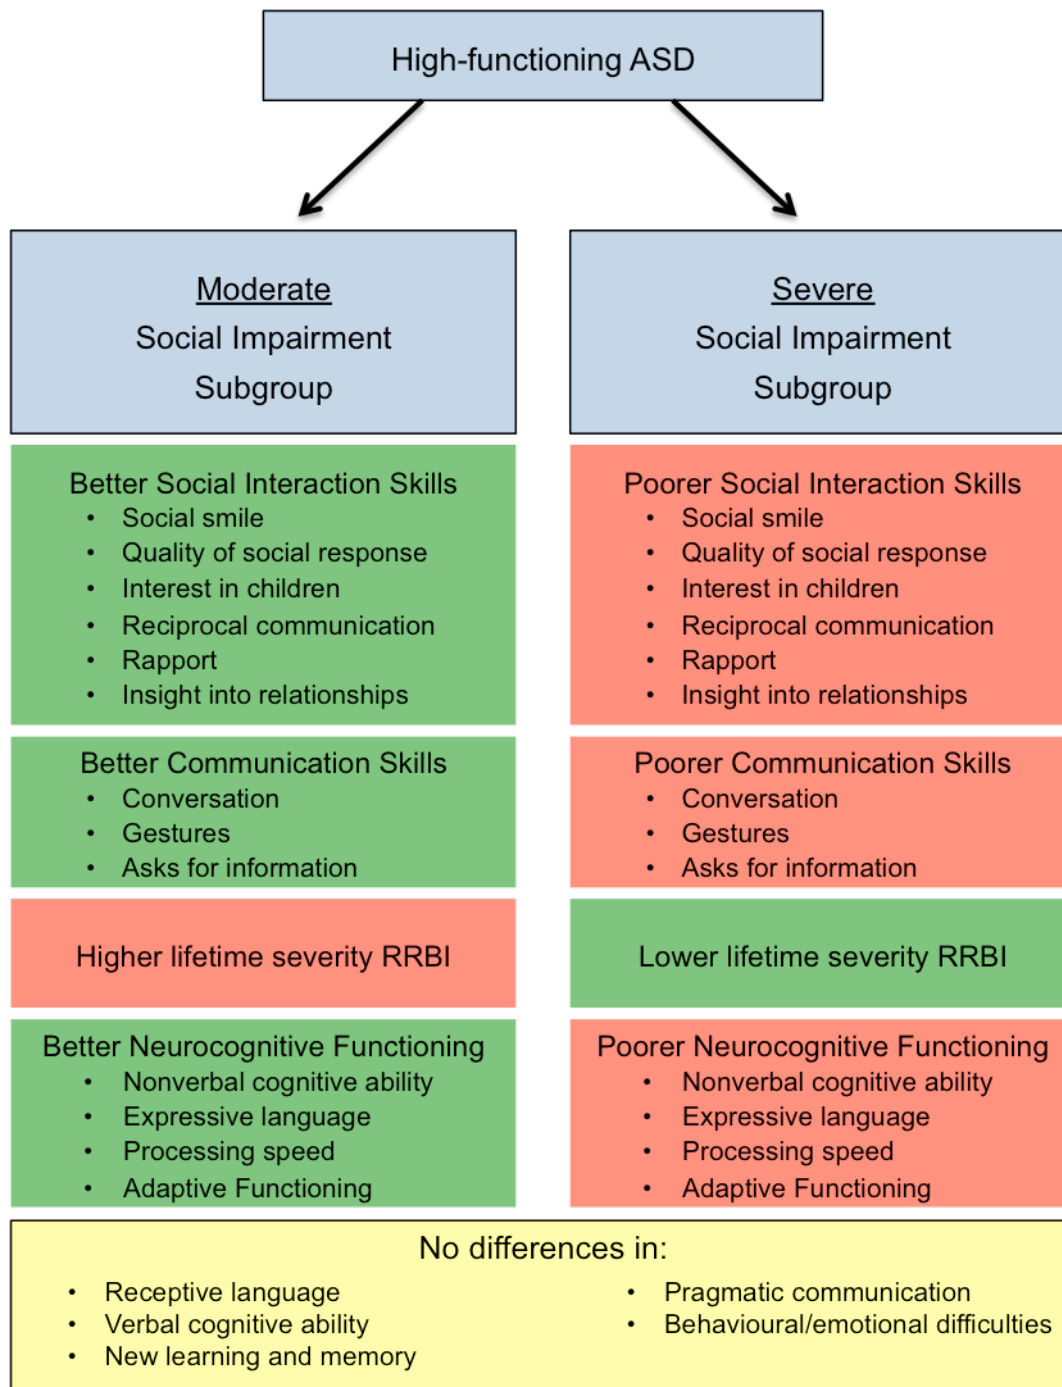 High-functioning ASD
Moderate
Social Impairment
Subgroup
Severe
Social Impairment
Subgroup
Better Social Interaction Skills
• Social smile
• Quality of social response
• Interest in children
• Reciprocal communication
• Rapport
• Insight into relationships
Poorer Social Interaction Skills
• Social smile
• Quality of social response
• Interest in children
• Reciprocal communication
• Rapport
• Insight into relationships
Better Communication Skills
• Conversation
• Gestures
• Asks for information
Poorer Communication Skills
• Conversation
• Gestures
• Asks for information
Higher lifetime severity RRBI
Lower lifetime severity RRBI
Better Neurocognitive Functioning
• Nonverbal cognitive ability
• Expressive language
• Processing speed
• Adaptive Functioning
Poorer Neurocognitive Functioning
• Nonverbal cognitive ability
• Expressive language
• Processing speed
• Adaptive Functioning
No differences in:
• Receptive language
• Verbal cognitive ability
• New learning and memory
• Pragmatic communication
• Behavioural/emotional difficulties